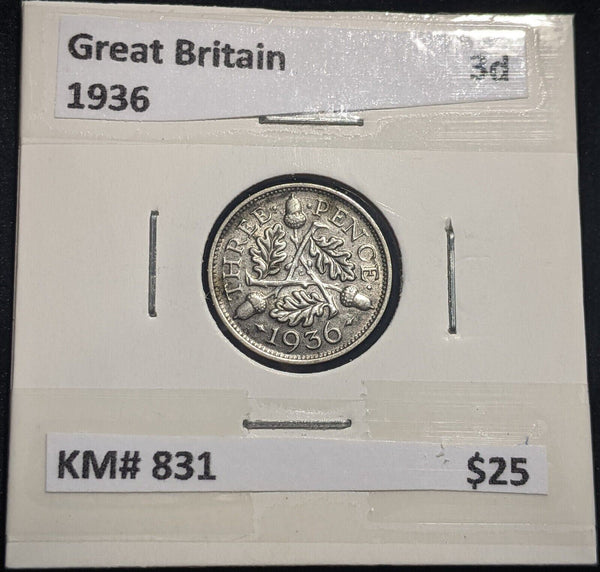 Great Britain 3d
1936
THREE · PENCE ·
1936
KM# 831 $25